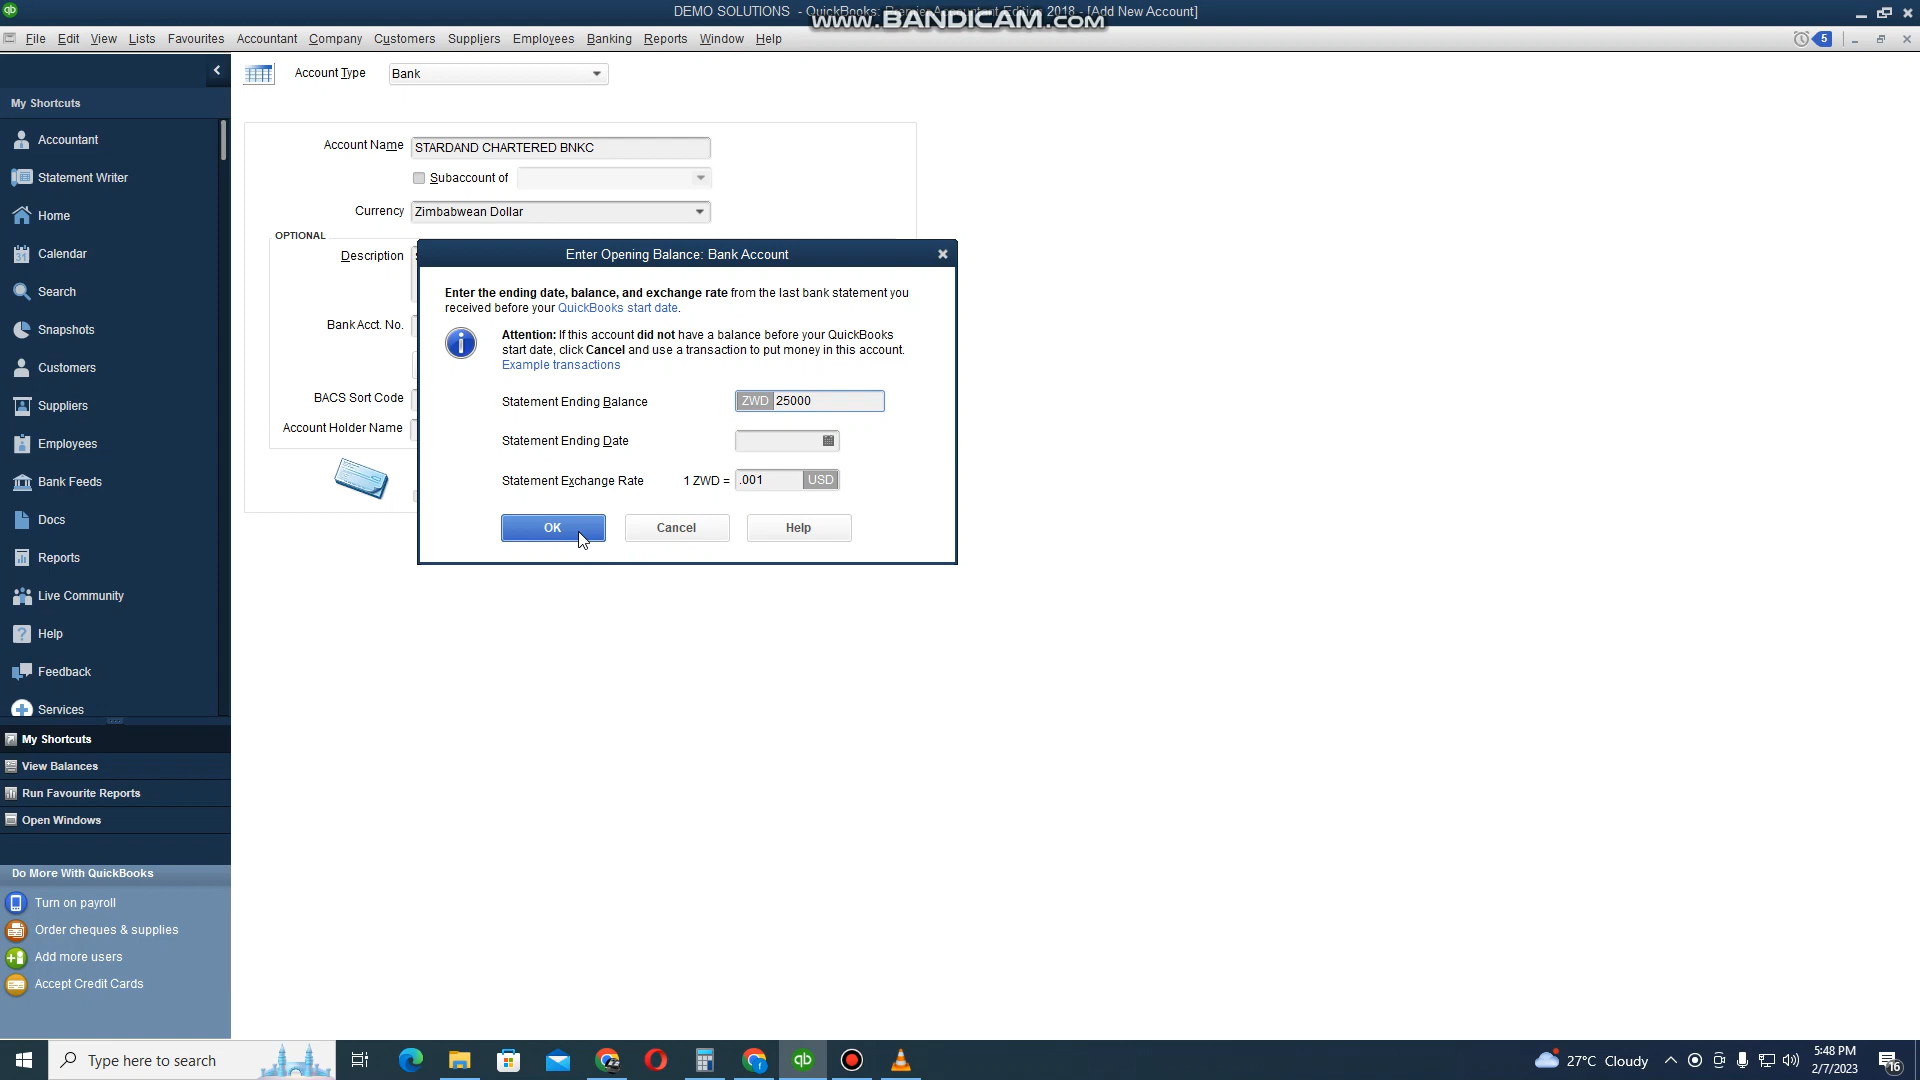 DEMO SOLUTIONS - QuickBooks: Premier Accountant Edition 2018 - [Add New Account]
www.BANDICAM.com
File Edit View Lists Favourites Accountant Company Customers Suppliers Employees Banking Reports Window Help
5
Account Type Bank
My Shortcuts
Accountant
Statement Writer
Home
31 Calendar
Search
Snapshots
Customers
Suppliers
Employees
Bank Feeds
Docs
Reports
Live Community
? Help
Feedback
Services
My Shortcuts
View Balances
Run Favourite Reports
Open Windows
Do More With QuickBooks
Turn on payroll
Order cheques & supplies
Add more users
Accept Credit Cards
Account Name STARDAND CHARTERED BNKC
Subaccount of
Currency Zimbabwean Dollar
OPTIONAL
Description
Bank Acct. No.
BACS Sort Code
Account Holder Name
Enter Opening Balance: Bank Account
Enter the ending date, balance, and exchange rate from the last bank statement you
received before your QuickBooks start date.
Attention: If this account did not have a balance before your QuickBooks
start date, click Cancel and use a transaction to put money in this account.
Example transactions
Statement Ending Balance ZWD 25000
Statement Ending Date
Statement Exchange Rate 1 ZWD = .001 USD
OK Cancel Help
Type here to search
qb
27°C Cloudy
5:48 PM
2/7/2023
16